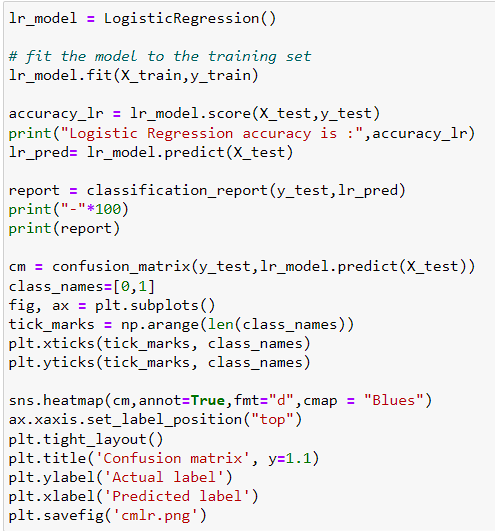 lr_model = LogisticRegression()
# fit the model to the training set
lr_model.fit(X_train,y_train)
accuracy_lr = lr_model.score(X_test,y_test)
print("Logistic Regression accuracy is :",accuracy_lr)
lr_pred= lr_model.predict(X_test)
report = classification_report(y_test,lr_pred)
print("-"*100)
print(report)
cm = confusion_matrix(y_test,lr_model.predict(X_test))
class_names=[0,1]
fig, ax = plt.subplots()
tick_marks = np.arange(len(class_names))
plt.xticks(tick_marks, class_names)
plt.yticks(tick_marks, class_names)
sns.heatmap(cm,annot=True,fmt="d",cmap = "Blues")
ax.xaxis.set_label_position("top")
plt.tight_layout()
plt.title('Confusion matrix', y=1.1)
plt.ylabel('Actual label')
plt.xlabel('Predicted label')
plt.savefig('cmlr.png')